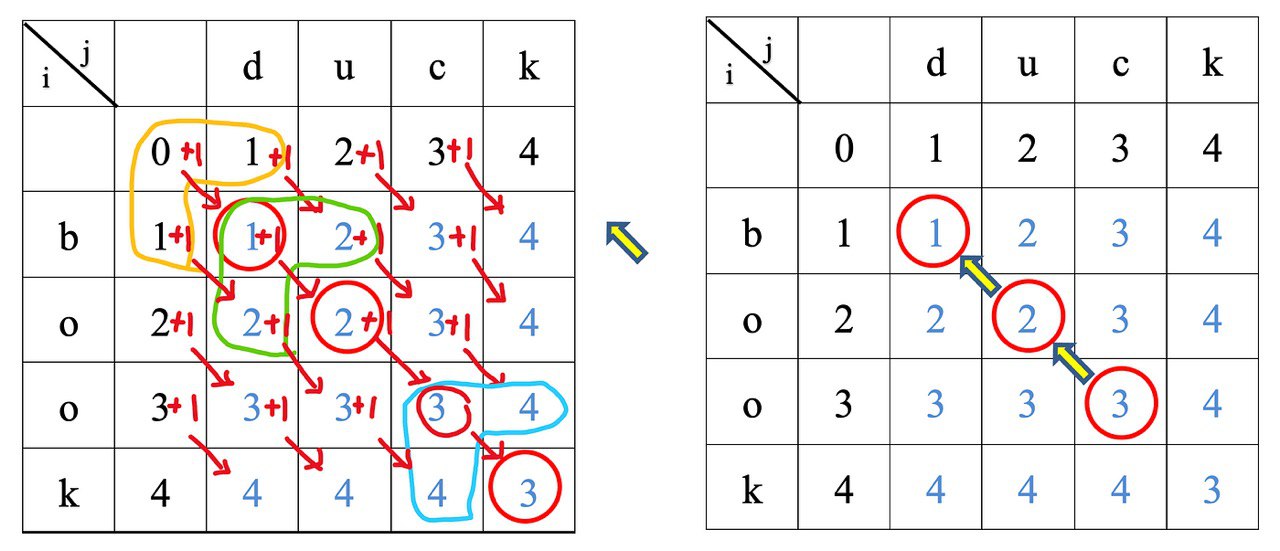 i j d u c k
0 +1 1 +1 2 +1 3 +1 4
b 1 +1 1 +1 2 +1 3 +1 4
o 2 +1 2 +1 2 +1 3 +1 4
o 3 +1 3 +1 3 +1 3 4
k 4 4 4 4 3
i j d u c k
0 1 2 3 4
b 1 1 2 3 4
o 2 2 2 3 4
o 3 3 3 3 4
k 4 4 4 4 3